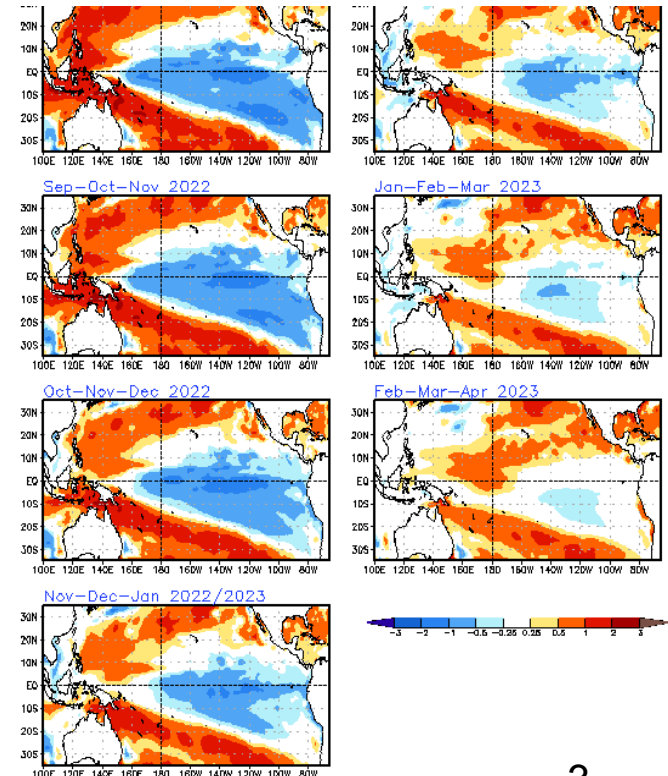 20N
10N
EQ
10S
20S
30S
100E 120E 140E 160E 180 160W 140W 120W 100W 80W
Sep-Oct-Nov 2022
30N
20N
10N
EQ
10S
20S
30S
100E 120E 140E 160E 180 160W 140W 120W 100W 80W
Oct-Nov-Dec 2022
30N
20N
10N
EQ
10S
20S
30S
100E 120E 140E 160E 180 160W 140W 120W 100W 80W
Nov-Dec-Jan 2022/2023
30N
20N
10N
EQ
10S
20S
30S
100E 120E 140E 160E 180 160W 140W 120W 100W 80W
20N
10N
EQ
10S
20S
30S
100E 120E 140E 160E 180 160W 140W 120W 100W 80W
Jan-Feb-Mar 2023
30N
20N
10N
EQ
10S
20S
30S
100E 120E 140E 160E 180 160W 140W 120W 100W 80W
Feb-Mar-Apr 2023
30N
20N
10N
EQ
10S
20S
30S
100E 120E 140E 160E 180 160W 140W 120W 100W 80W
-3 -2 -1 -0.5 -0.25 0.25 0.5 1 2 3